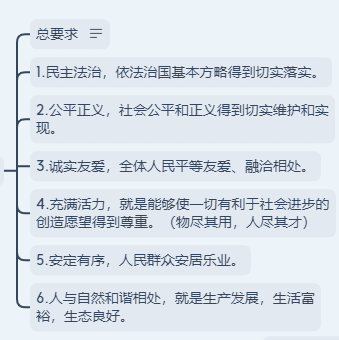 总要求
1.民主法治，依法治国基本方略得到切实落实。
2.公平正义，社会公平和正义得到切实维护和实
现。
3.诚实友爱，全体人民平等友爱、融洽相处。
4.充满活力，就是能够使一切有利于社会进步的
创造愿望得到尊重。（物尽其用，人尽其才）
5.安定有序，人民群众安居乐业。
6.人与自然和谐相处，就是生产发展，生活富
裕，生态良好。